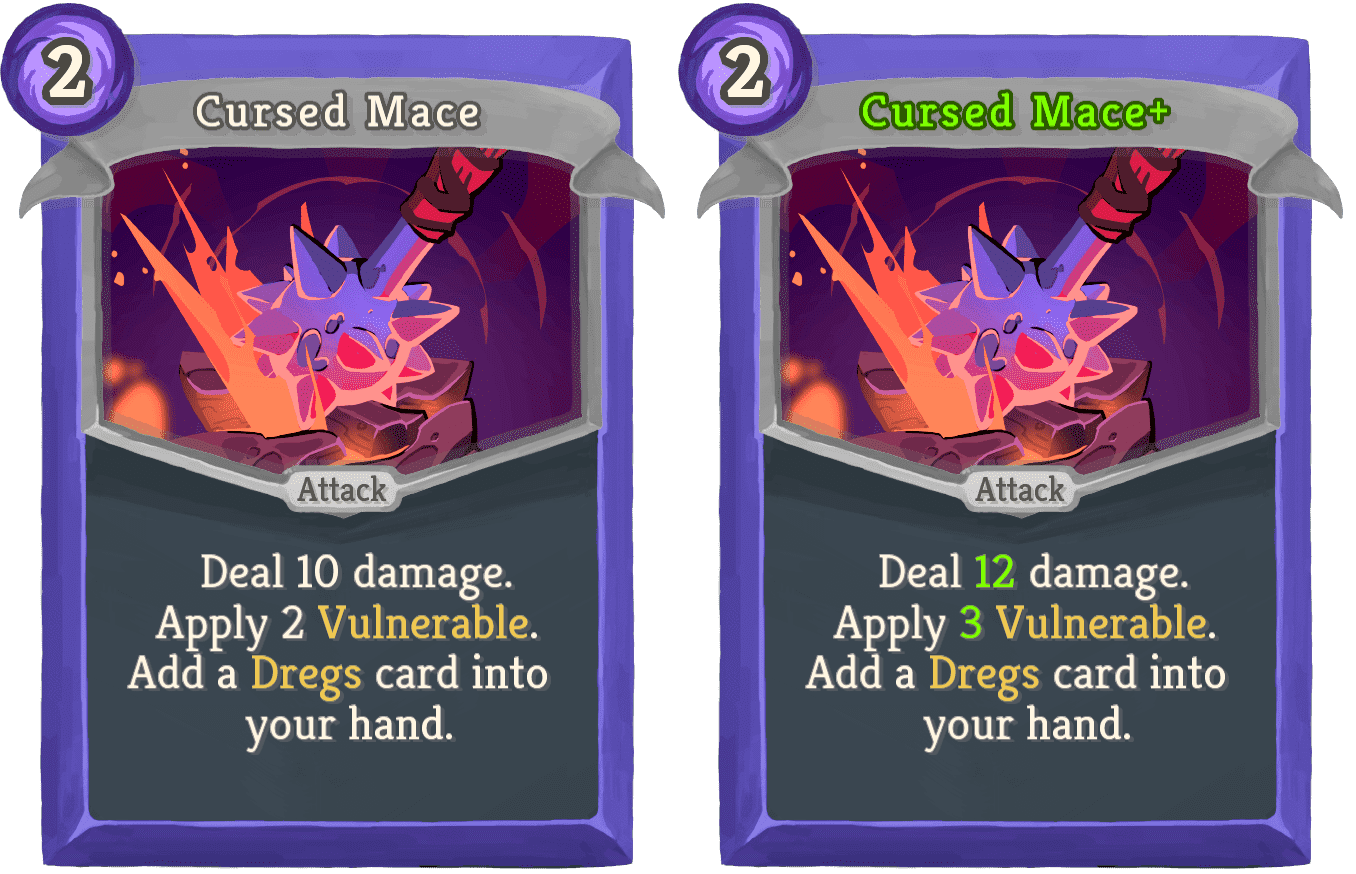 2
Cursed Mace
Attack
Deal 10 damage.
Apply 2 Vulnerable.
Add a Dregs card into
your hand.
2
Cursed Mace+
Attack
Deal 12 damage.
Apply 3 Vulnerable.
Add a Dregs card into
your hand.